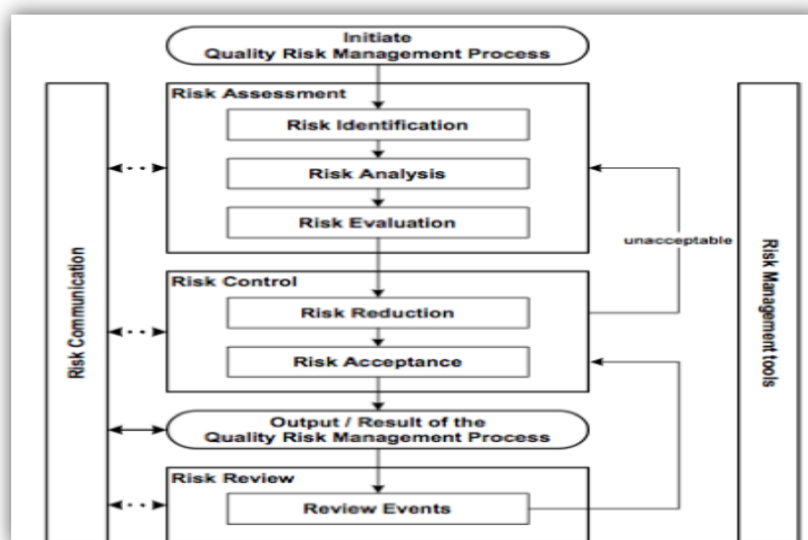 Initiate
Quality Risk Management Process
Risk Assessment
Risk Identification
Risk Analysis
Risk Evaluation
unacceptable
Risk Communication
Risk Management tools
Risk Control
Risk Reduction
Risk Acceptance
Output / Result of the
Quality Risk Management Process
Risk Review
Review Events